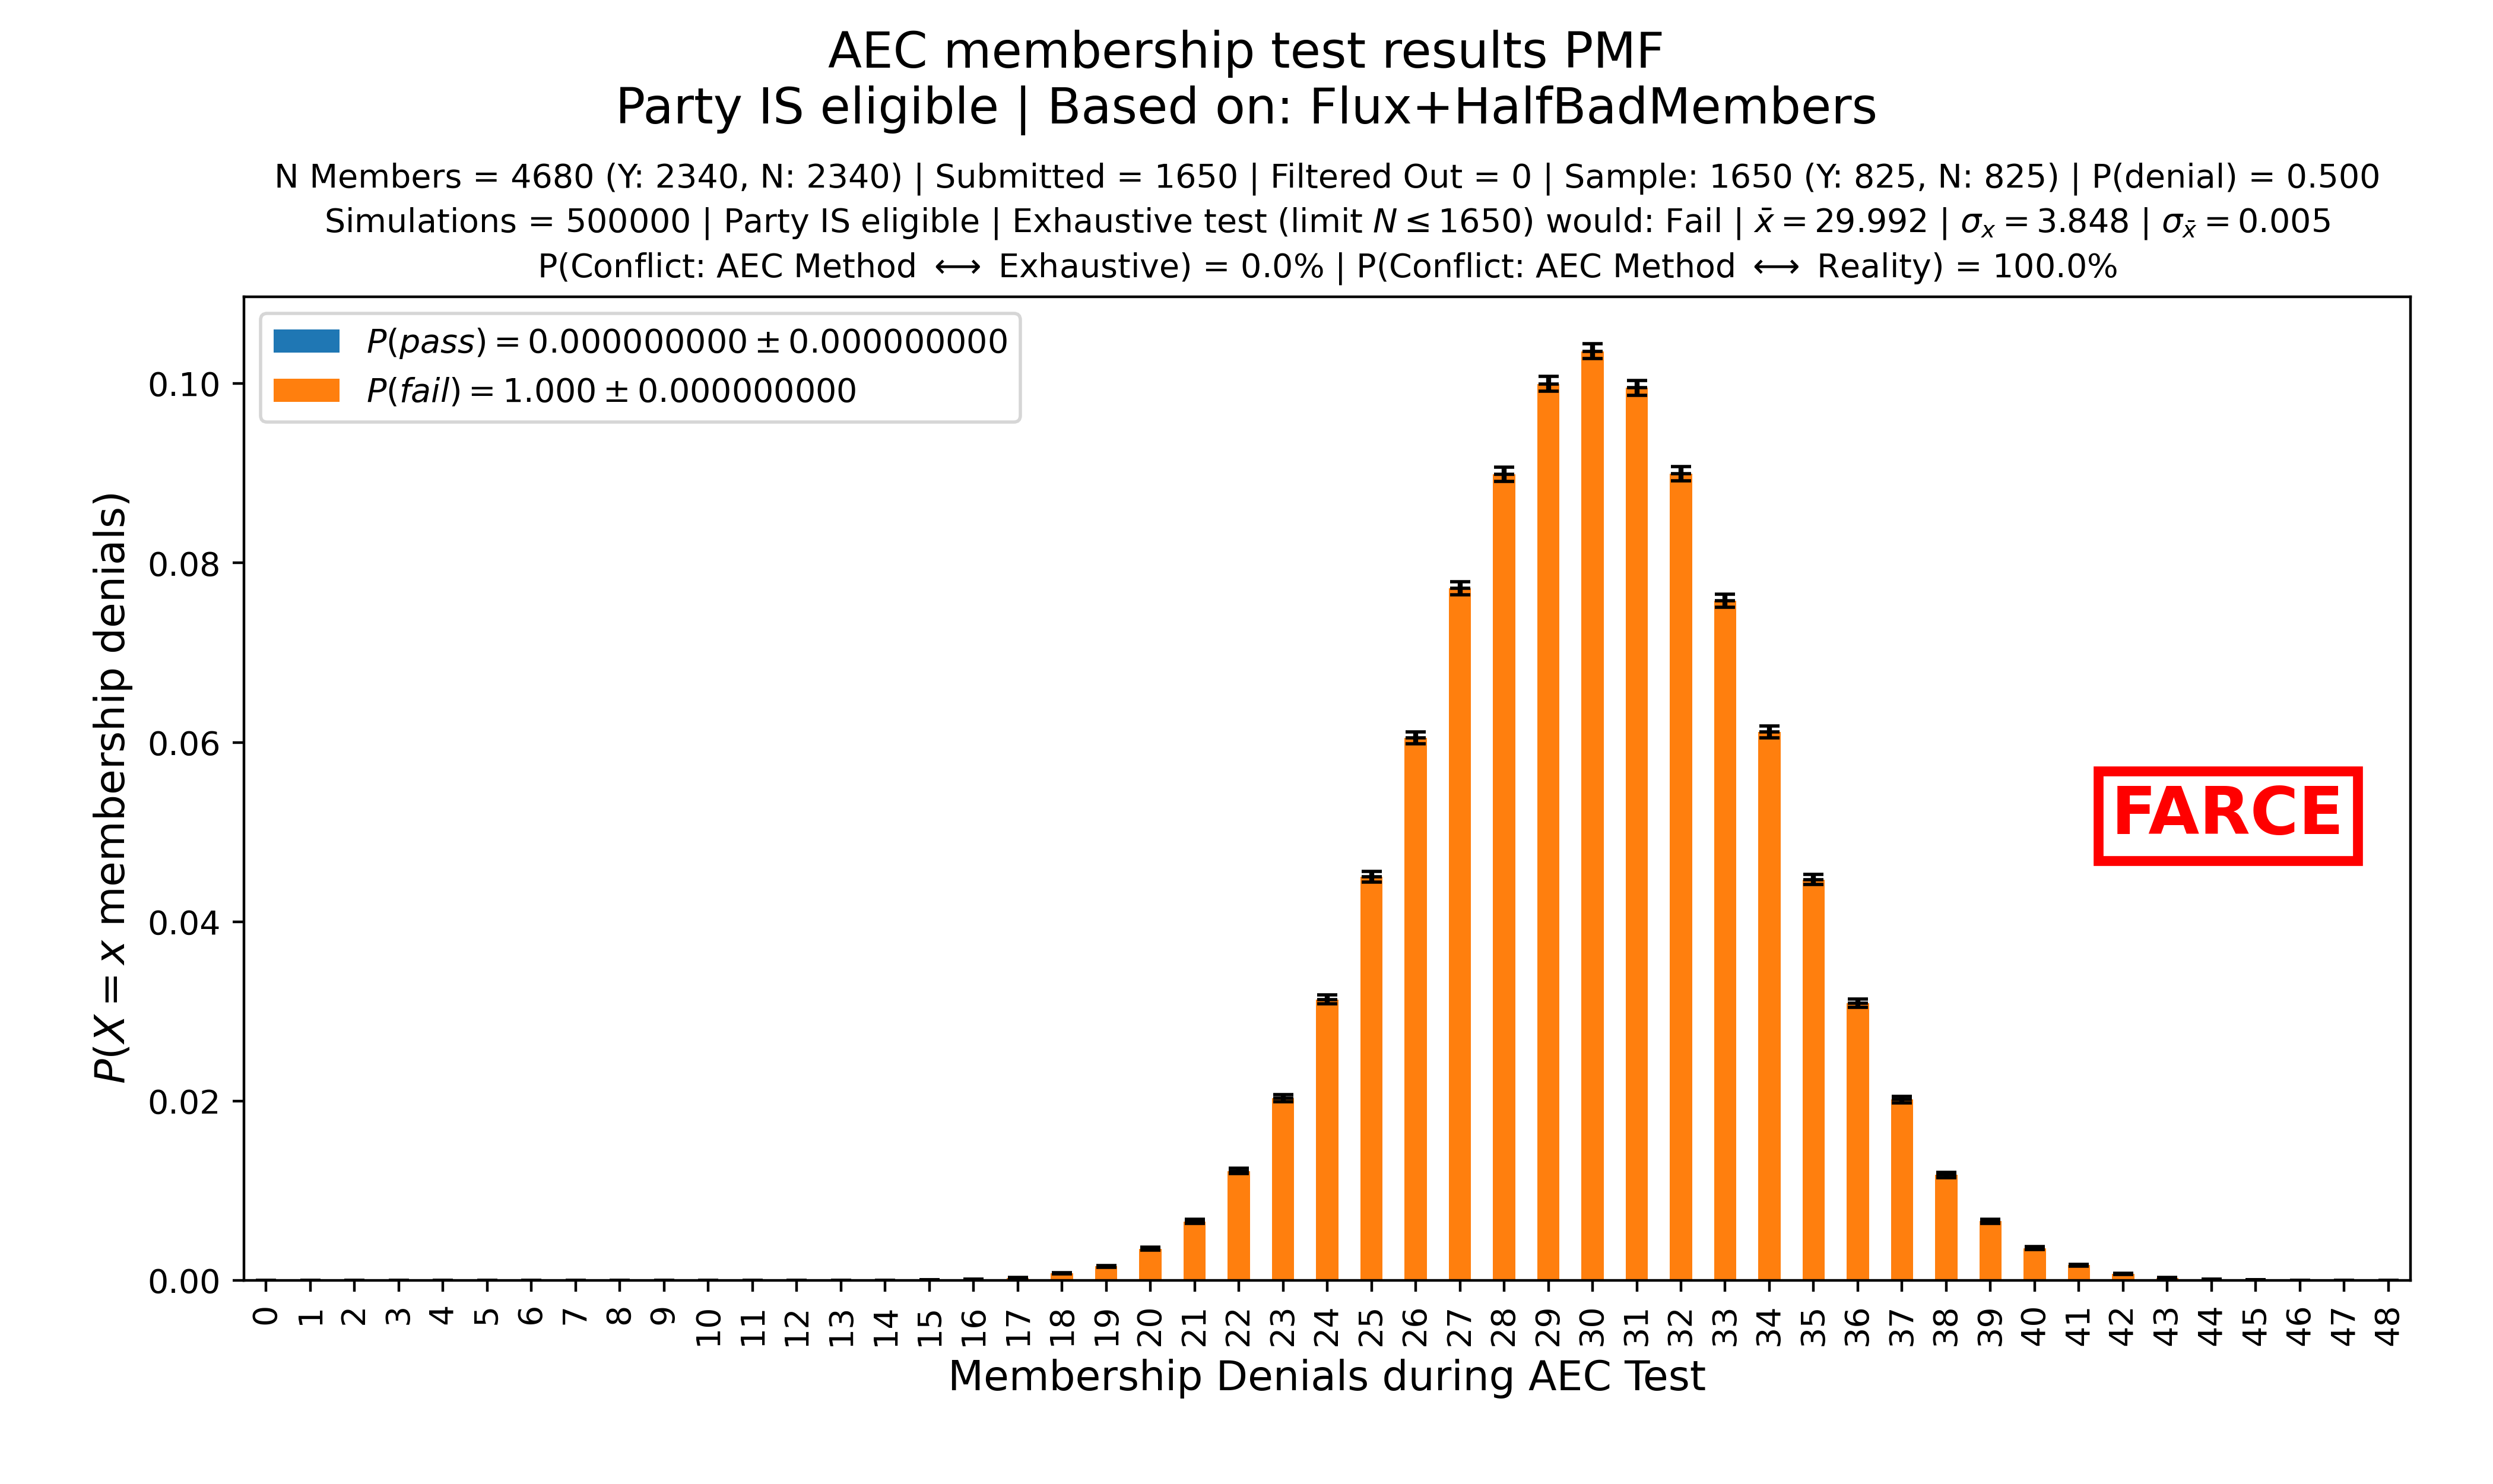 AEC membership test results PMF
Party IS eligible | Based on: Flux+HalfBadMembers
N Members = 4680 (Y: 2340, N: 2340) | Submitted = 1650 | Filtered Out = 0 | Sample: 1650 (Y: 825, N: 825) | P(denial) = 0.500
Simulations = 500000 | Party IS eligible | Exhaustive test (limit N ≤ 1650) would: Fail | x̄ = 29.992 | σₓ = 3.848 | σ_x̄ = 0.005
P(Conflict: AEC Method ⟷ Exhaustive) = 0.0% | P(Conflict: AEC Method ⟷ Reality) = 100.0%
P(pass) = 0.000000000 ± 0.000000000
P(fail) = 1.000 ± 0.000000000
P(X = x membership denials)
0.10
0.08
0.06
0.04
0.02
0.00
FARCE
0 1 2 3 4 5 6 7 8 9 10 11 12 13 14 15 16 17 18 19 20 21 22 23 24 25 26 27 28 29 30 31 32 33 34 35 36 37 38 39 40 41 42 43 44 45 46 47 48
Membership Denials during AEC Test